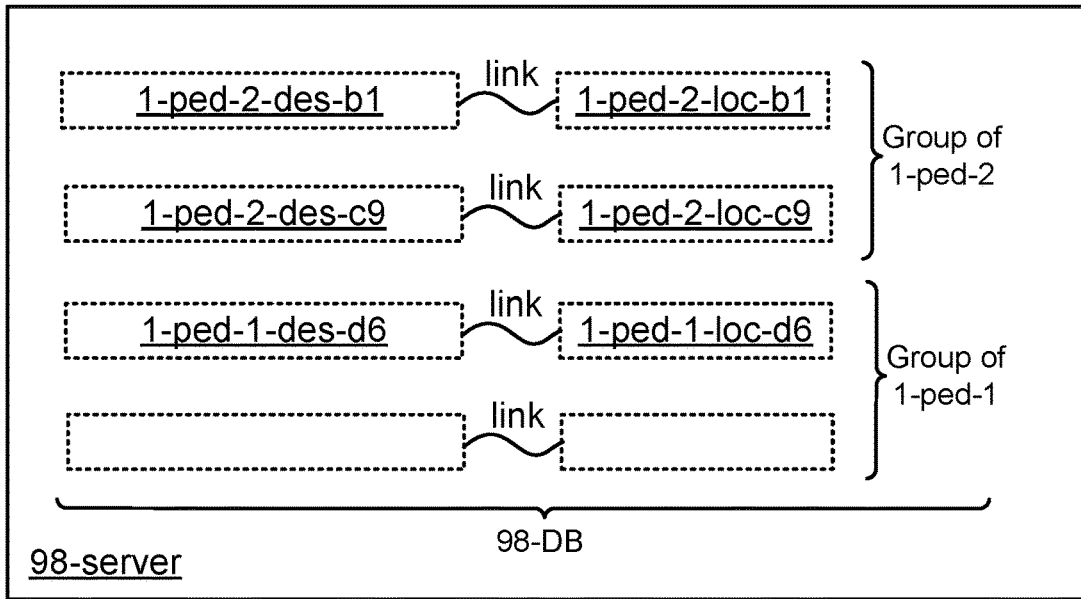 link
1-ped-2-des-b1 1-ped-2-loc-b1
Group of
1-ped-2
link
1-ped-2-des-c9 1-ped-2-loc-c9
link
1-ped-1-des-d6 1-ped-1-loc-d6
Group of
1-ped-1
link
98-DB
98-server